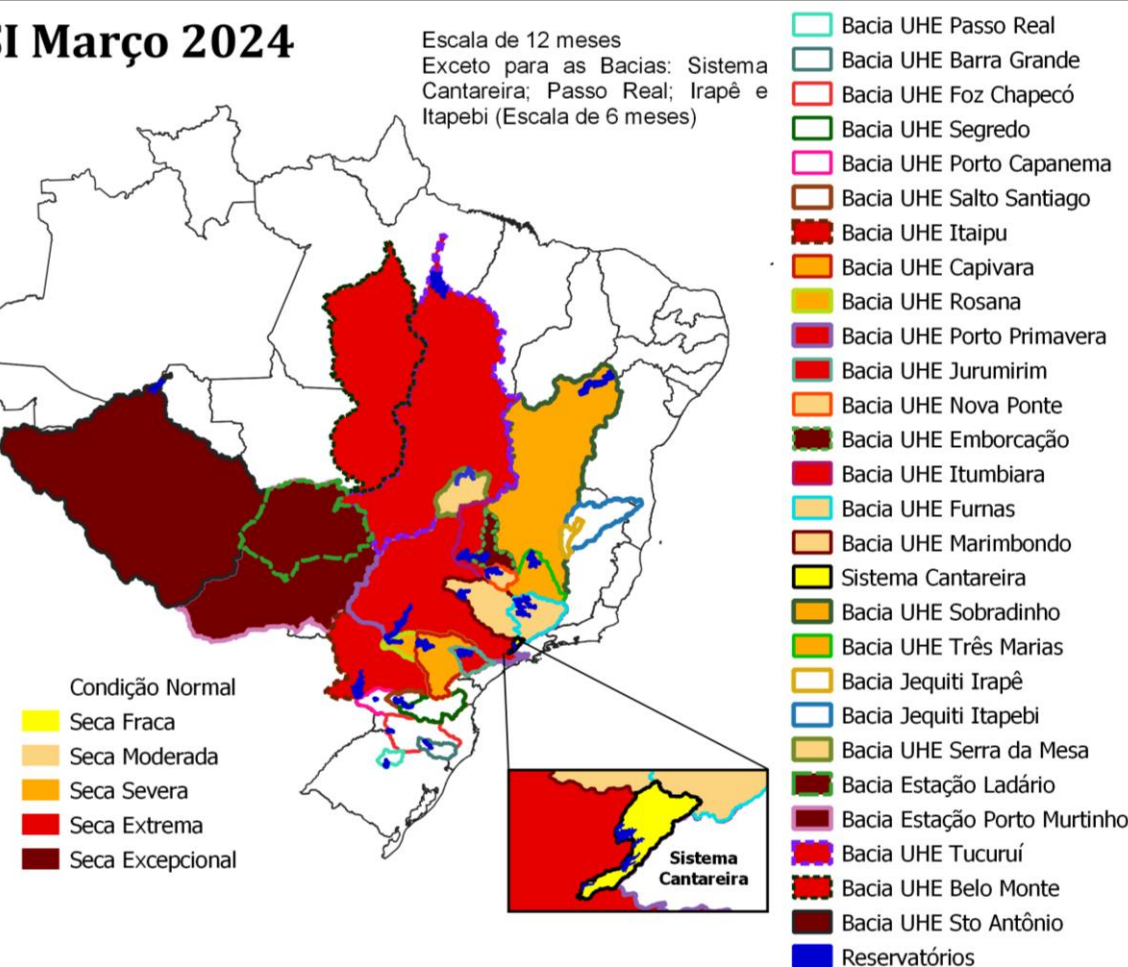 SI Março 2024
Escala de 12 meses
Exceto para as Bacias: Sistema
Cantareira; Passo Real; Irapê e
Itapebi (Escala de 6 meses)
Condição Normal
Seca Fraca
Seca Moderada
Seca Severa
Seca Extrema
Seca Excepcional
Sistema
Cantareira
Bacia UHE Passo Real
Bacia UHE Barra Grande
Bacia UHE Foz Chapecó
Bacia UHE Segredo
Bacia UHE Porto Capanema
Bacia UHE Salto Santiago
Bacia UHE Itaipu
Bacia UHE Capivara
Bacia UHE Rosana
Bacia UHE Porto Primavera
Bacia UHE Jurumirim
Bacia UHE Nova Ponte
Bacia UHE Emborcação
Bacia UHE Itumbiara
Bacia UHE Furnas
Bacia UHE Marimbondo
Sistema Cantareira
Bacia UHE Sobradinho
Bacia UHE Três Marias
Bacia Jequiti Irapê
Bacia Jequiti Itapebi
Bacia UHE Serra da Mesa
Bacia Estação Ladário
Bacia Estação Porto Murtinho
Bacia UHE Tucuruí
Bacia UHE Belo Monte
Bacia UHE Sto Antônio
Reservatórios